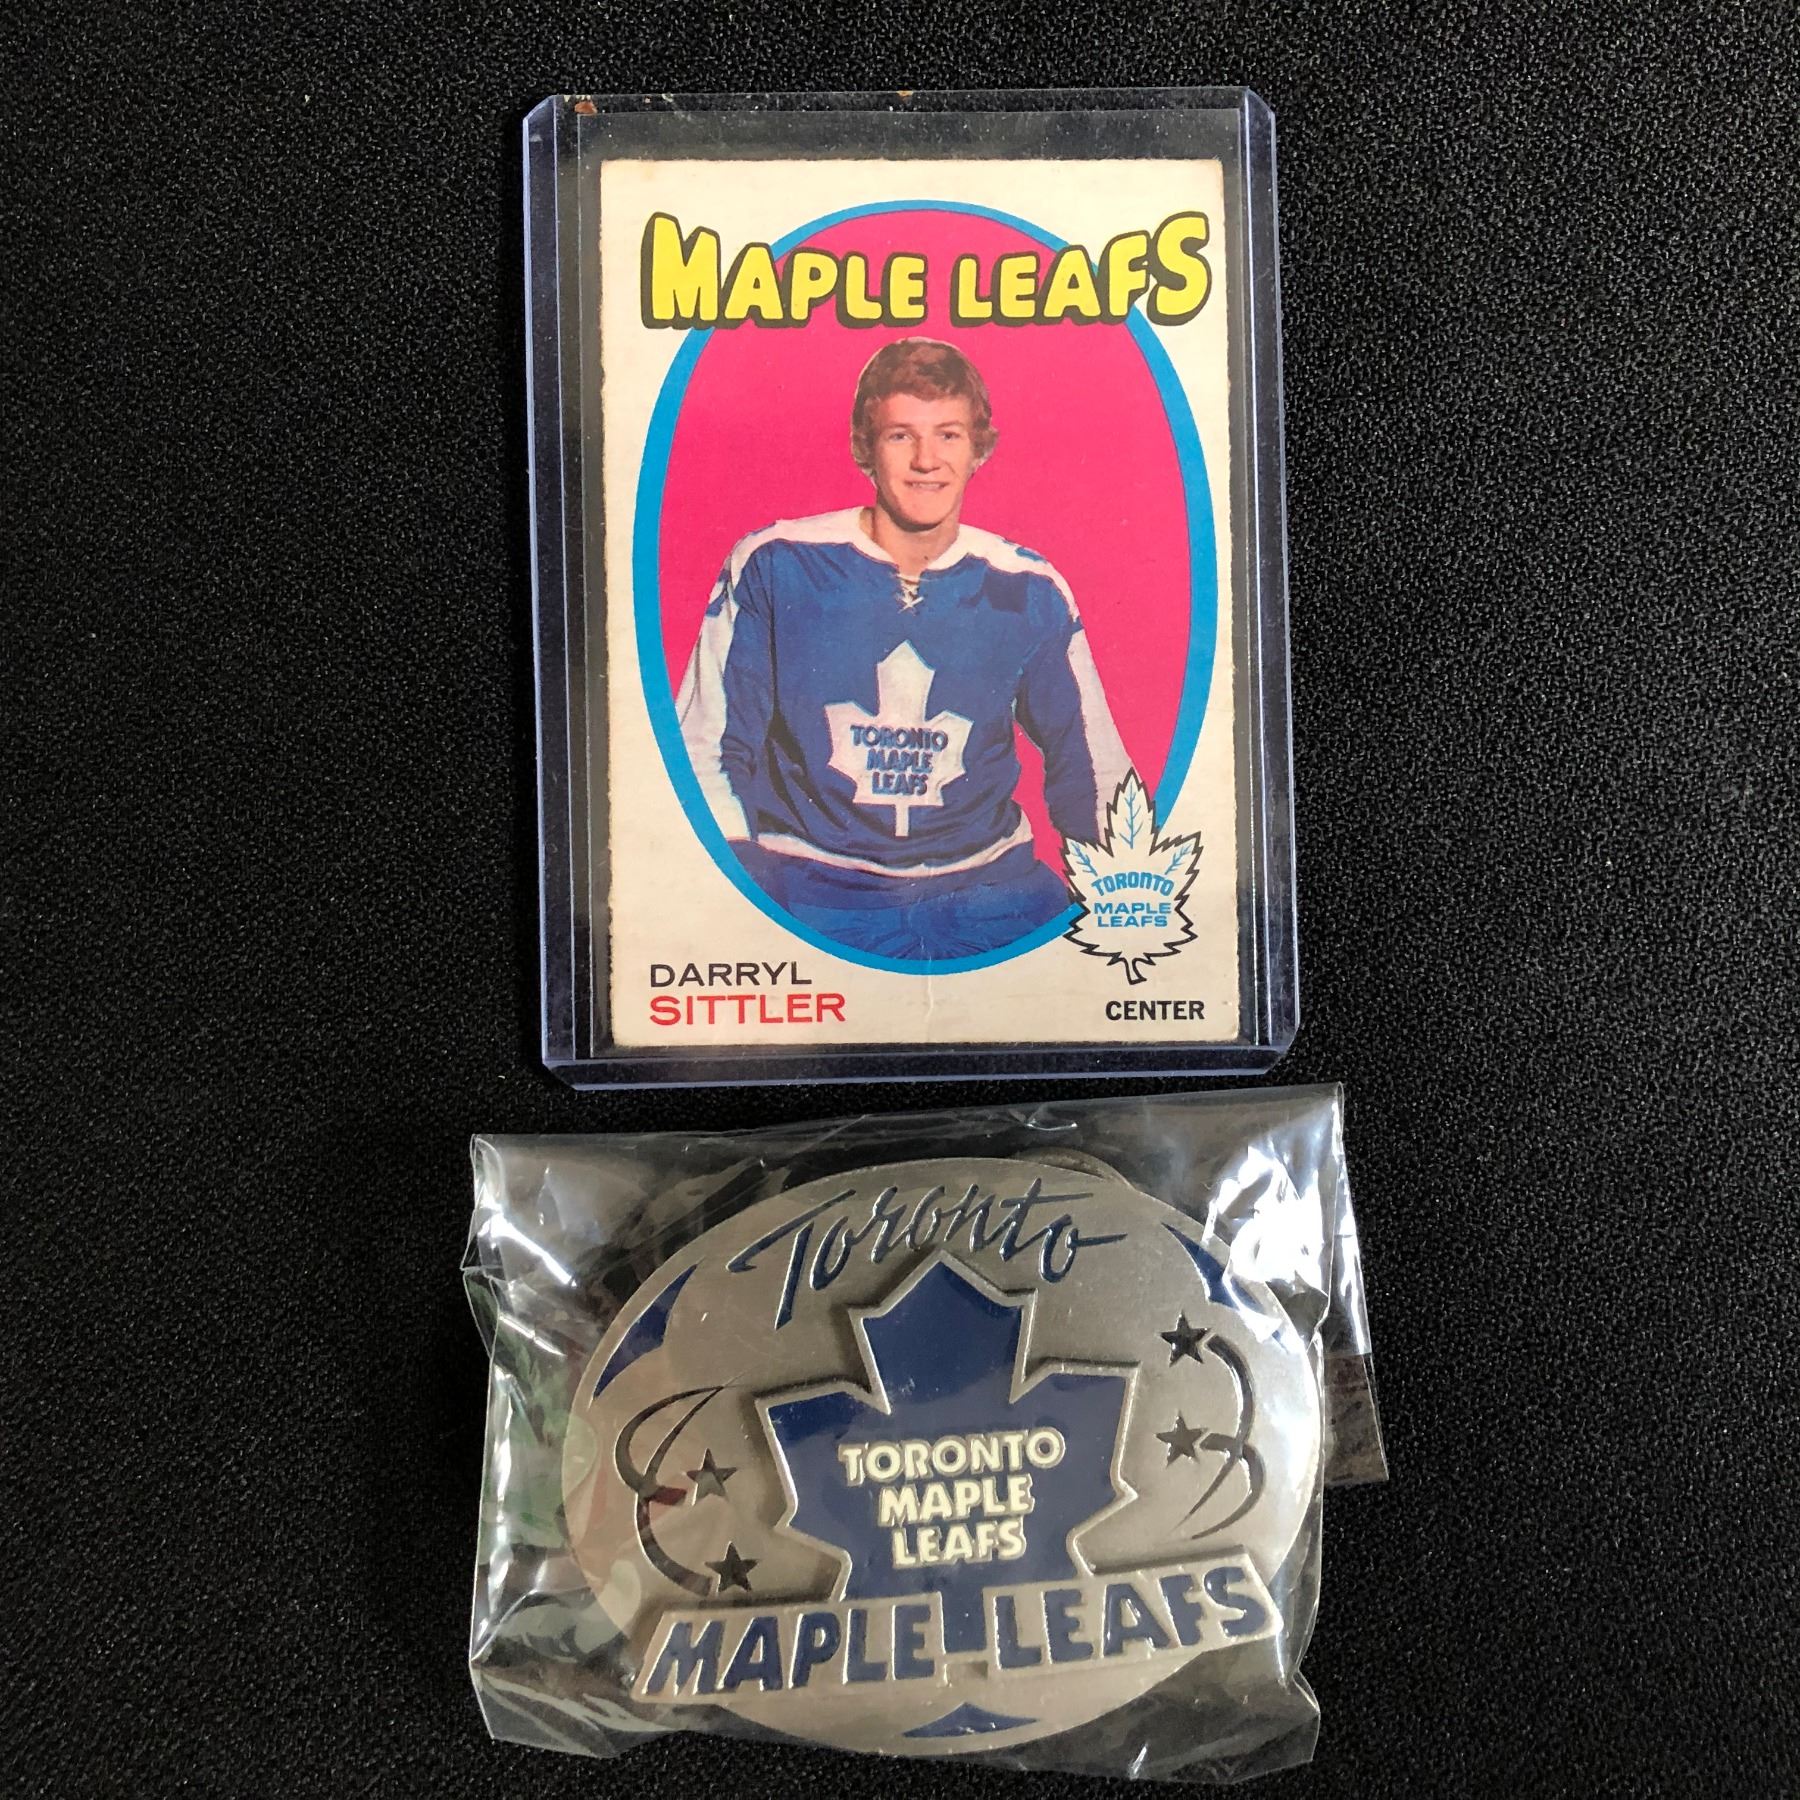 MAPLE LEAFS
TORONTO
MAPLE
LEAFS
TORONTO
MAPLE
LEAFS
DARRYL
SITTLER
CENTER
Toronto
TORONTO
MAPLE
LEAFS
MAPLE LEAFS